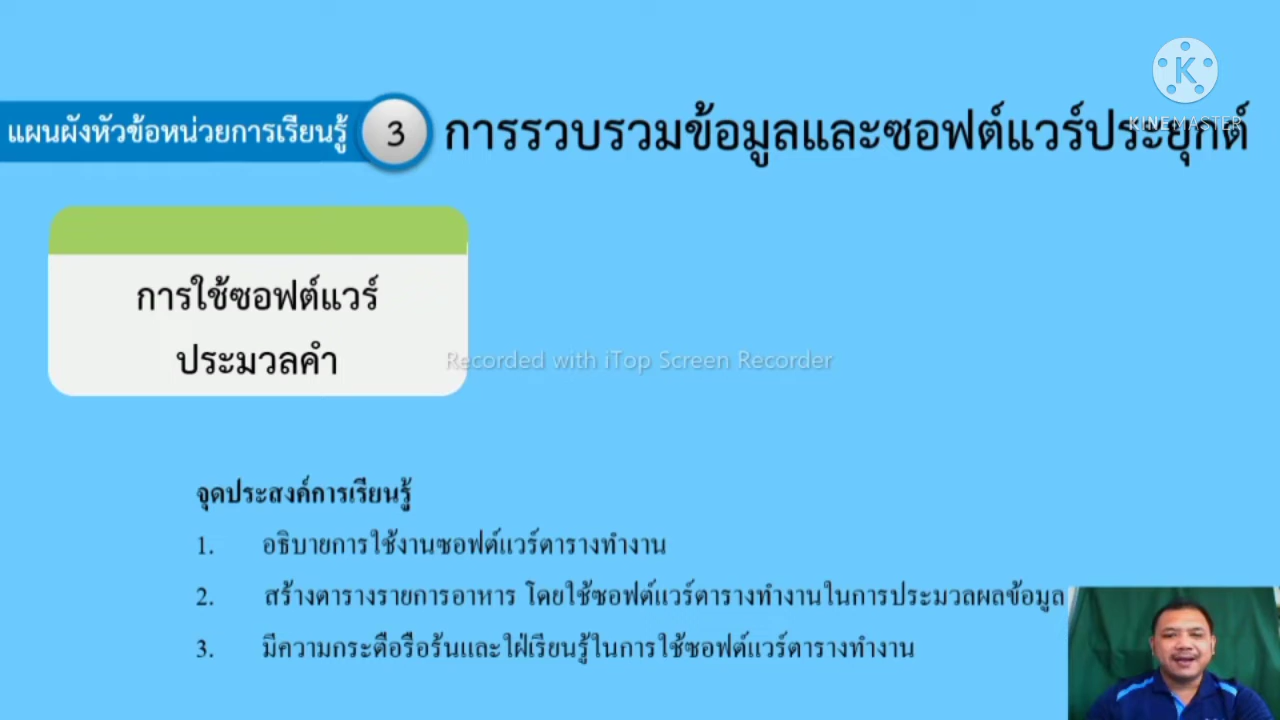 แผนผังหัวข้อหน่วยการเรียนรู้ 3 การรวบรวมข้อมูลและซอฟต์แวร์ประยุกต์
K
KINEMASTER
การใช้ซอฟต์แวร์
ประมวลคำ
Recorded with iTop Screen Recorder
จุดประสงค์การเรียนรู้
1. อธิบายการใช้งานซอฟต์แวร์ตารางทำงาน
2. สร้างตารางรายการอาหาร โดยใช้ซอฟต์แวร์ตารางทำงานในการประมวลผลข้อมูล
3. มีความกระตือรือร้นและใฝ่เรียนรู้ในการใช้ซอฟต์แวร์ตารางทำงาน